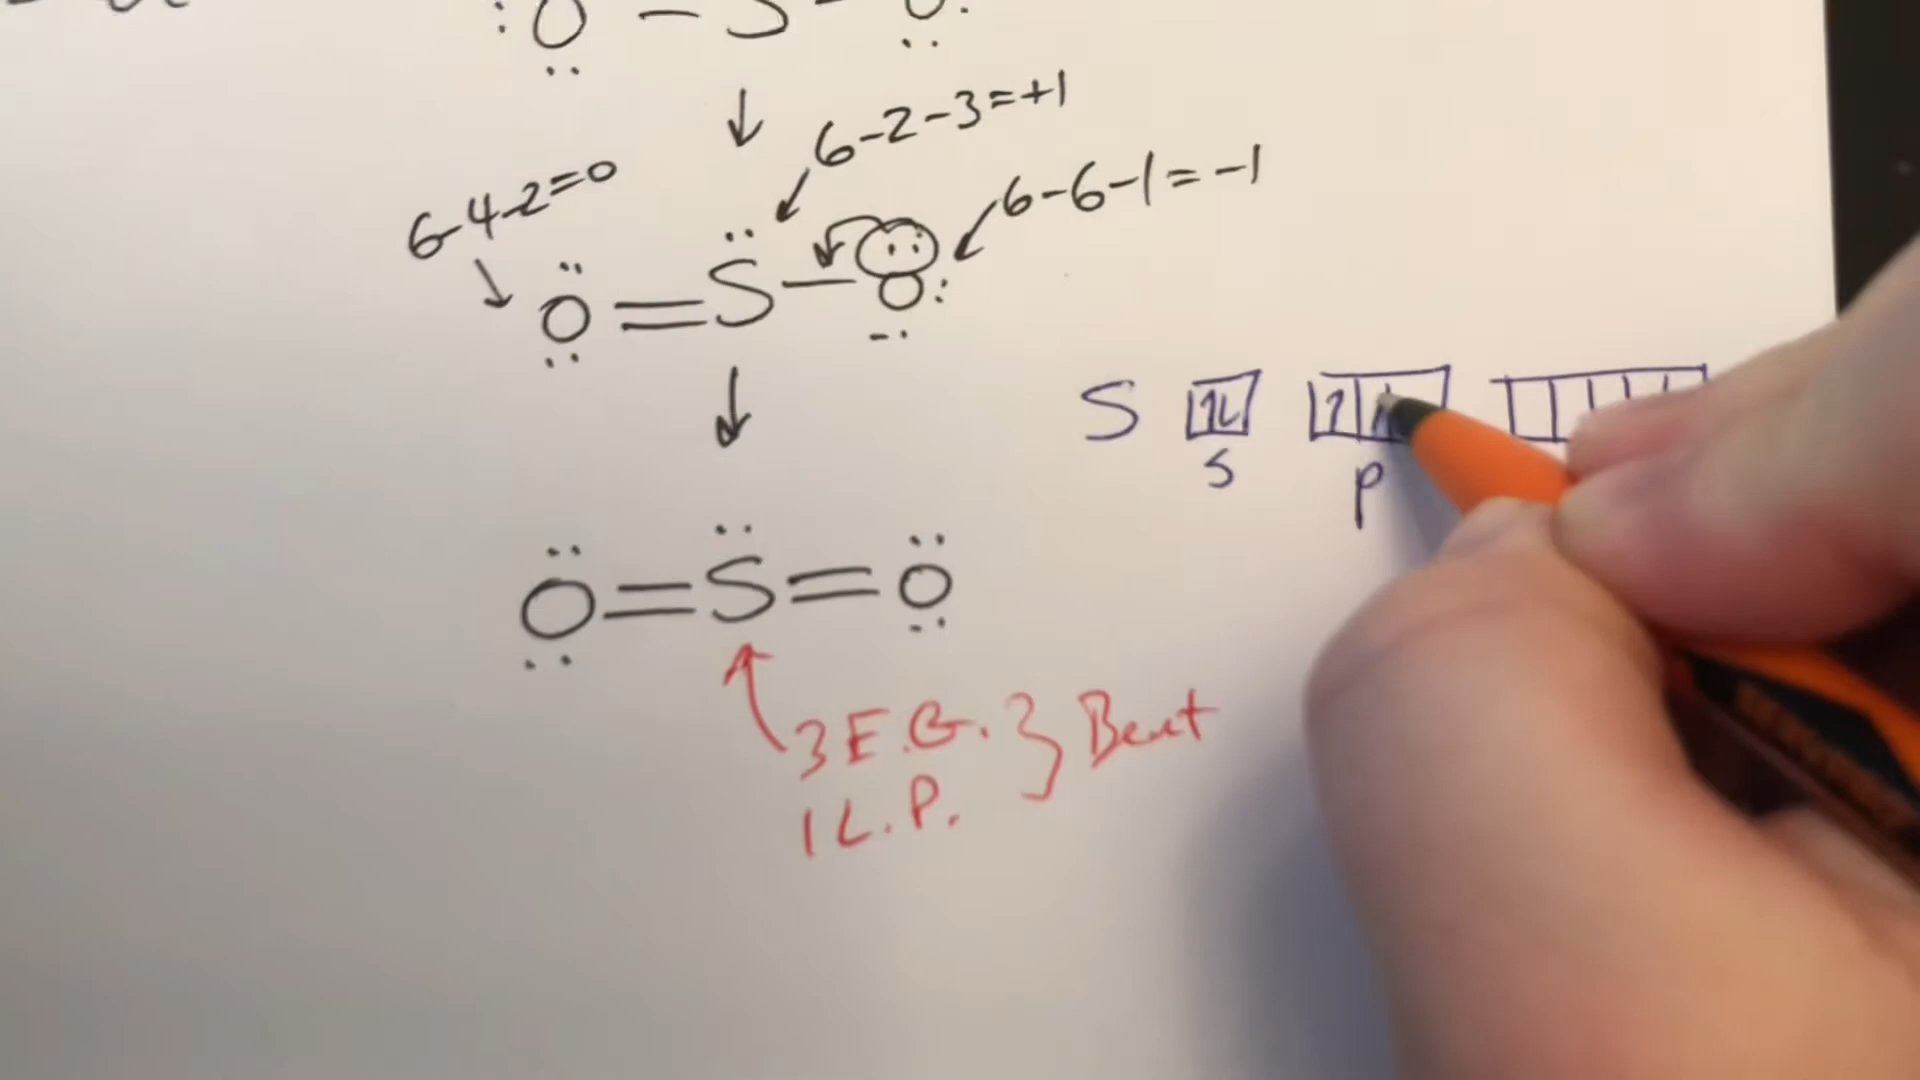 :O — S — O:
6-2-3=+1
6-6-1=-1
6-4-2=0
O=S-O:
S
s p
O=S=O
3 E.G. } Bent
1 L.P.